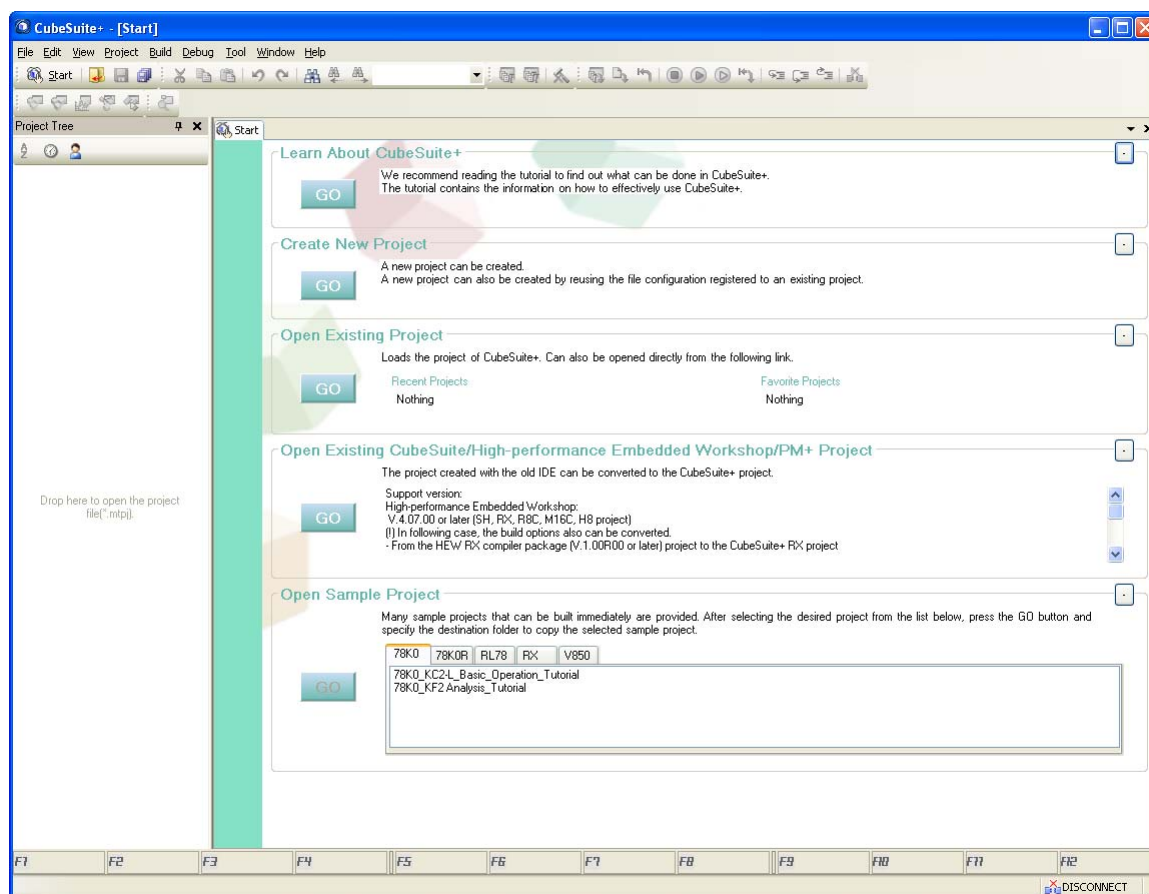 CubeSuite+ - [Start]
File Edit View Project Build Debug Tool Window Help
Start
Project Tree
Start
Learn About CubeSuite+
GO
We recommend reading the tutorial to find out what can be done in CubeSuite+.
The tutorial contains the information on how to effectively use CubeSuite+.
Create New Project
GO
A new project can be created.
A new project can also be created by reusing the file configuration registered to an existing project.
Open Existing Project
GO
Loads the project of CubeSuite+. Can also be opened directly from the following link.
Recent Projects Favorite Projects
Nothing Nothing
Open Existing CubeSuite/High-performance Embedded Workshop/PM+ Project
GO
The project created with the old IDE can be converted to the CubeSuite+ project.
Support version:
High-performance Embedded Workshop:
V.4.07.00 or later (SH, RX, R8C, M16C, H8 project)
(!) In following case, the build options also can be converted.
- From the HEW RX compiler package (V.1.00R00 or later) project to the CubeSuite+ RX project
Drop here to open the project
file(*.mtpj).
Open Sample Project
GO
Many sample projects that can be built immediately are provided. After selecting the desired project from the list below, press the GO button and
specify the destination folder to copy the selected sample project.
78K0 78K0R RL78 RX V850
78K0_KC2-L_Basic_Operation_Tutorial
78K0_KF2 Analysis_Tutorial
F1 F2 F3 F4 F5 F6 F7 F8 F9 F10 F11 F12
DISCONNECT